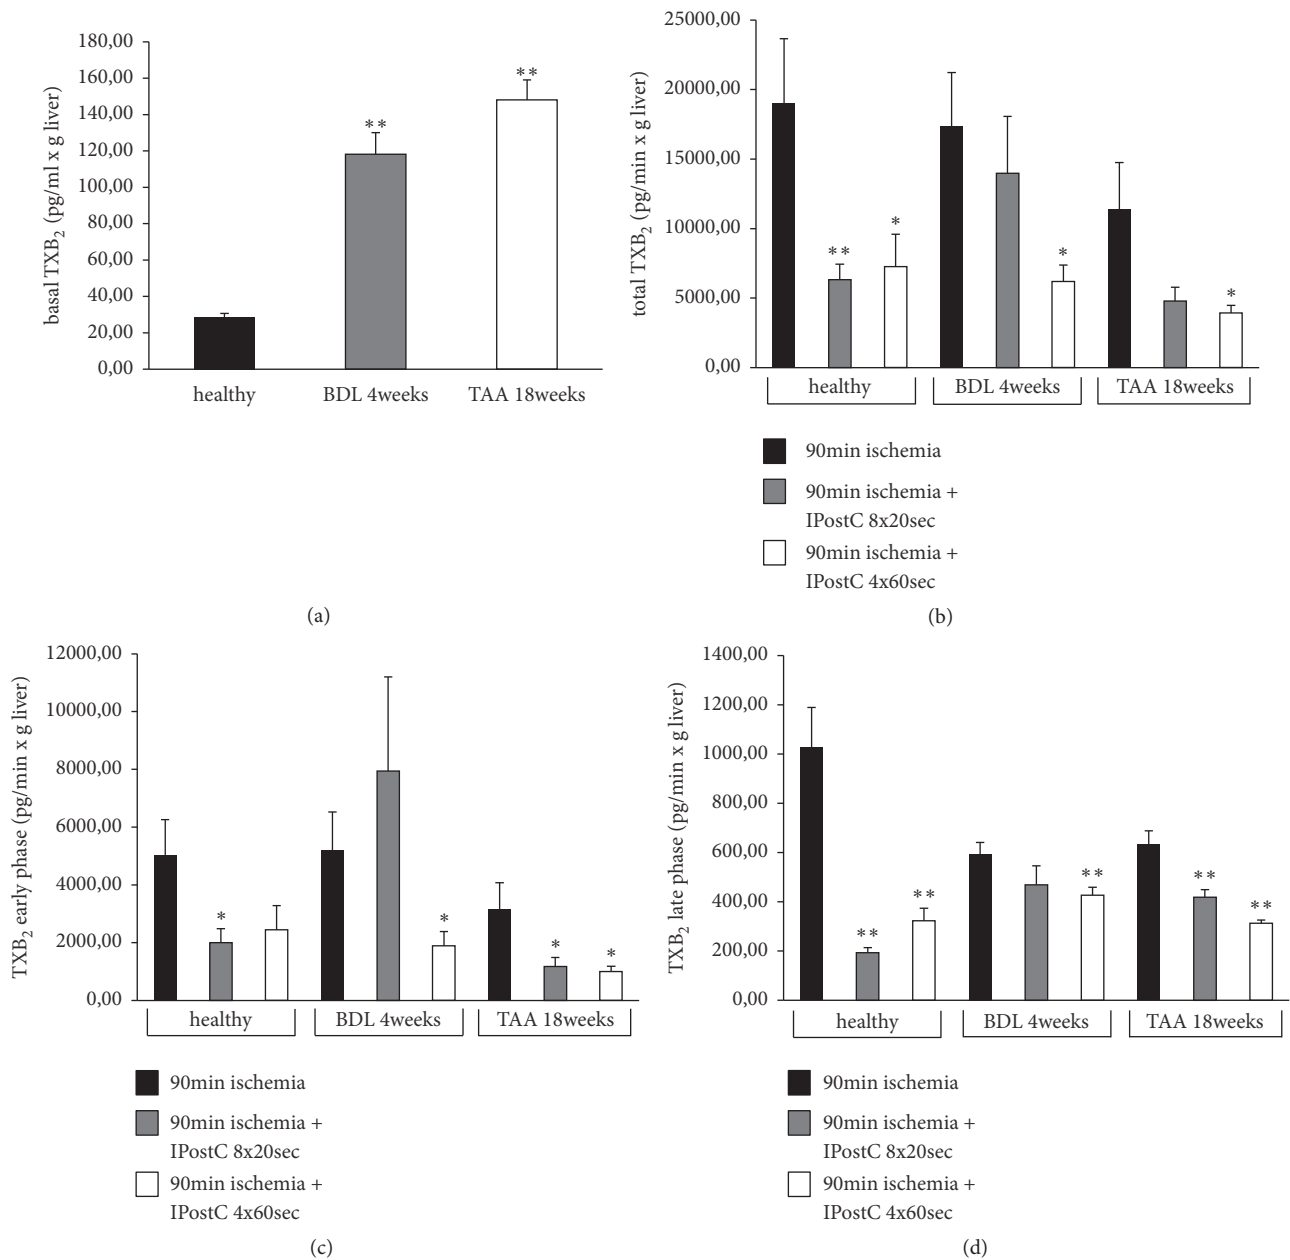 basal TXB2 (pg/ml x g liver)
180,00
160,00
140,00
120,00
100,00
80,00
60,00
40,00
20,00
0,00
**
**
healthy
BDL 4weeks
TAA 18weeks
(a)
total TXB2 (pg/min x g liver)
25000,00
20000,00
15000,00
10000,00
5000,00
0,00
**
*
*
*
healthy
BDL 4weeks
TAA 18weeks
90min ischemia
90min ischemia +
IPostC 8x20sec
90min ischemia +
IPostC 4x60sec
(b)
TXB2 early phase (pg/min x g liver)
12000,00
10000,00
8000,00
6000,00
4000,00
2000,00
0,00
*
*
*
*
healthy
BDL 4weeks
TAA 18weeks
90min ischemia
90min ischemia +
IPostC 8x20sec
90min ischemia +
IPostC 4x60sec
(c)
TXB2 late phase (pg/min x g liver)
1400,00
1200,00
1000,00
800,00
600,00
400,00
200,00
0,00
**
**
**
**
**
healthy
BDL 4weeks
TAA 18weeks
90min ischemia
90min ischemia +
IPostC 8x20sec
90min ischemia +
IPostC 4x60sec
(d)